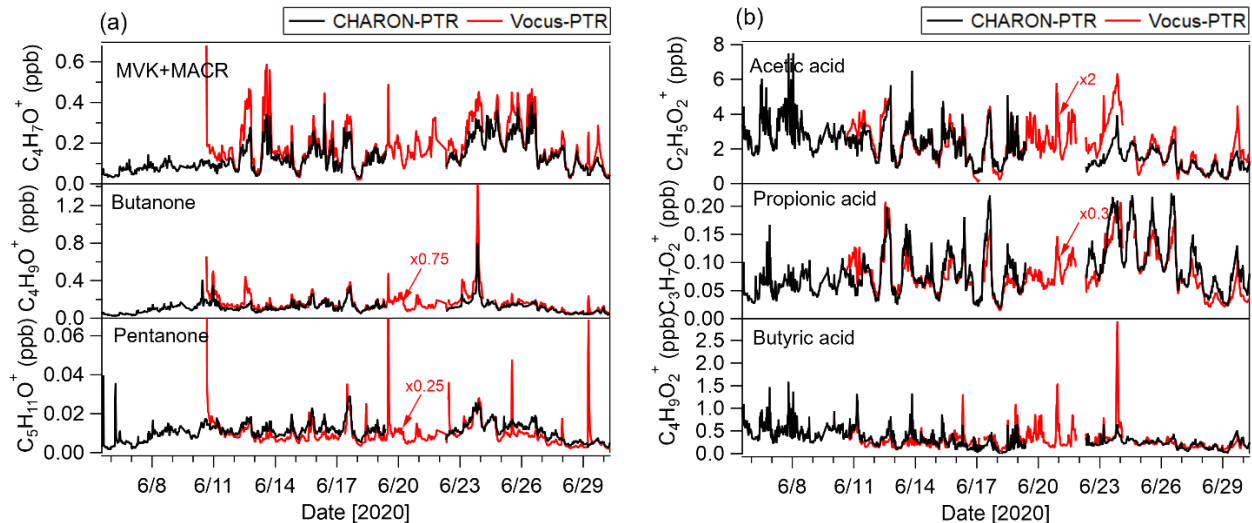 (a)
CHARON-PTR Vocus-PTR
MVK+MACR
C4H7O+ (ppb)
0.6
0.4
0.2
0.0
Butanone
C4H9O+ (ppb)
1.2
0.8
0.4
0.0
x0.75
Pentanone
C5H11O+ (ppb)
0.06
0.04
0.02
0.00
x0.25
6/8 6/11 6/14 6/17 6/20 6/23 6/26 6/29
Date [2020]
(b)
CHARON-PTR Vocus-PTR
Acetic acid
C2H5O2+ (ppb)
8
6
4
2
0
x2
Propionic acid
C3H7O2+ (ppb)
0.20
0.15
0.10
0.05
0.00
x0.3
Butyric acid
C4H9O2+ (ppb)
2.5
2.0
1.5
1.0
0.5
0.0
6/8 6/11 6/14 6/17 6/20 6/23 6/26 6/29
Date [2020]